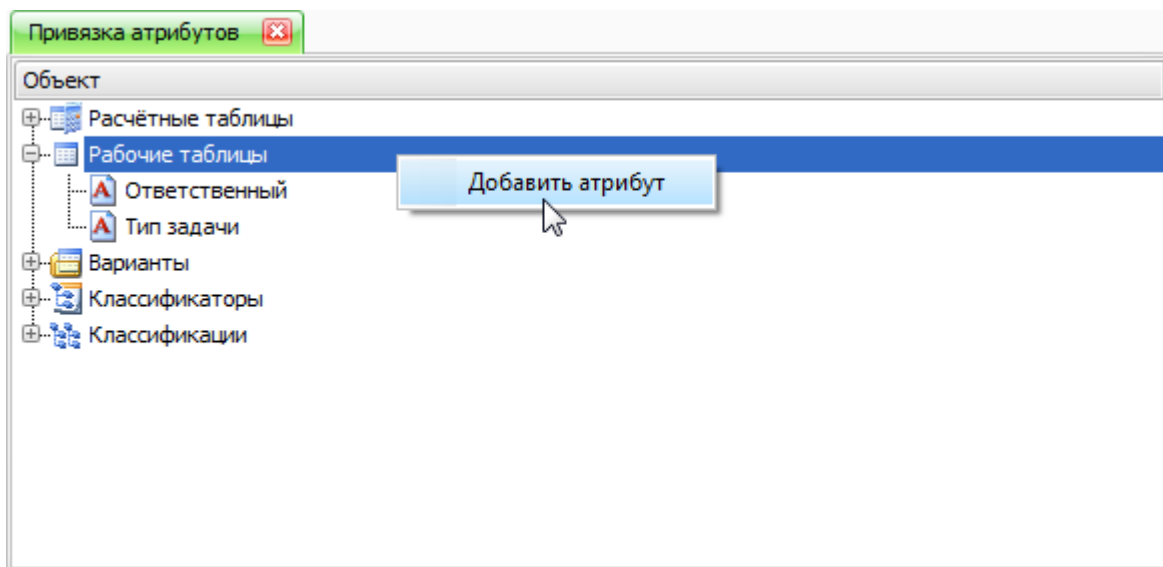 Привязка атрибутов
Объект
Расчётные таблицы
Рабочие таблицы
Добавить атрибут
Ответственный
Тип задачи
Варианты
Классификаторы
Классификации